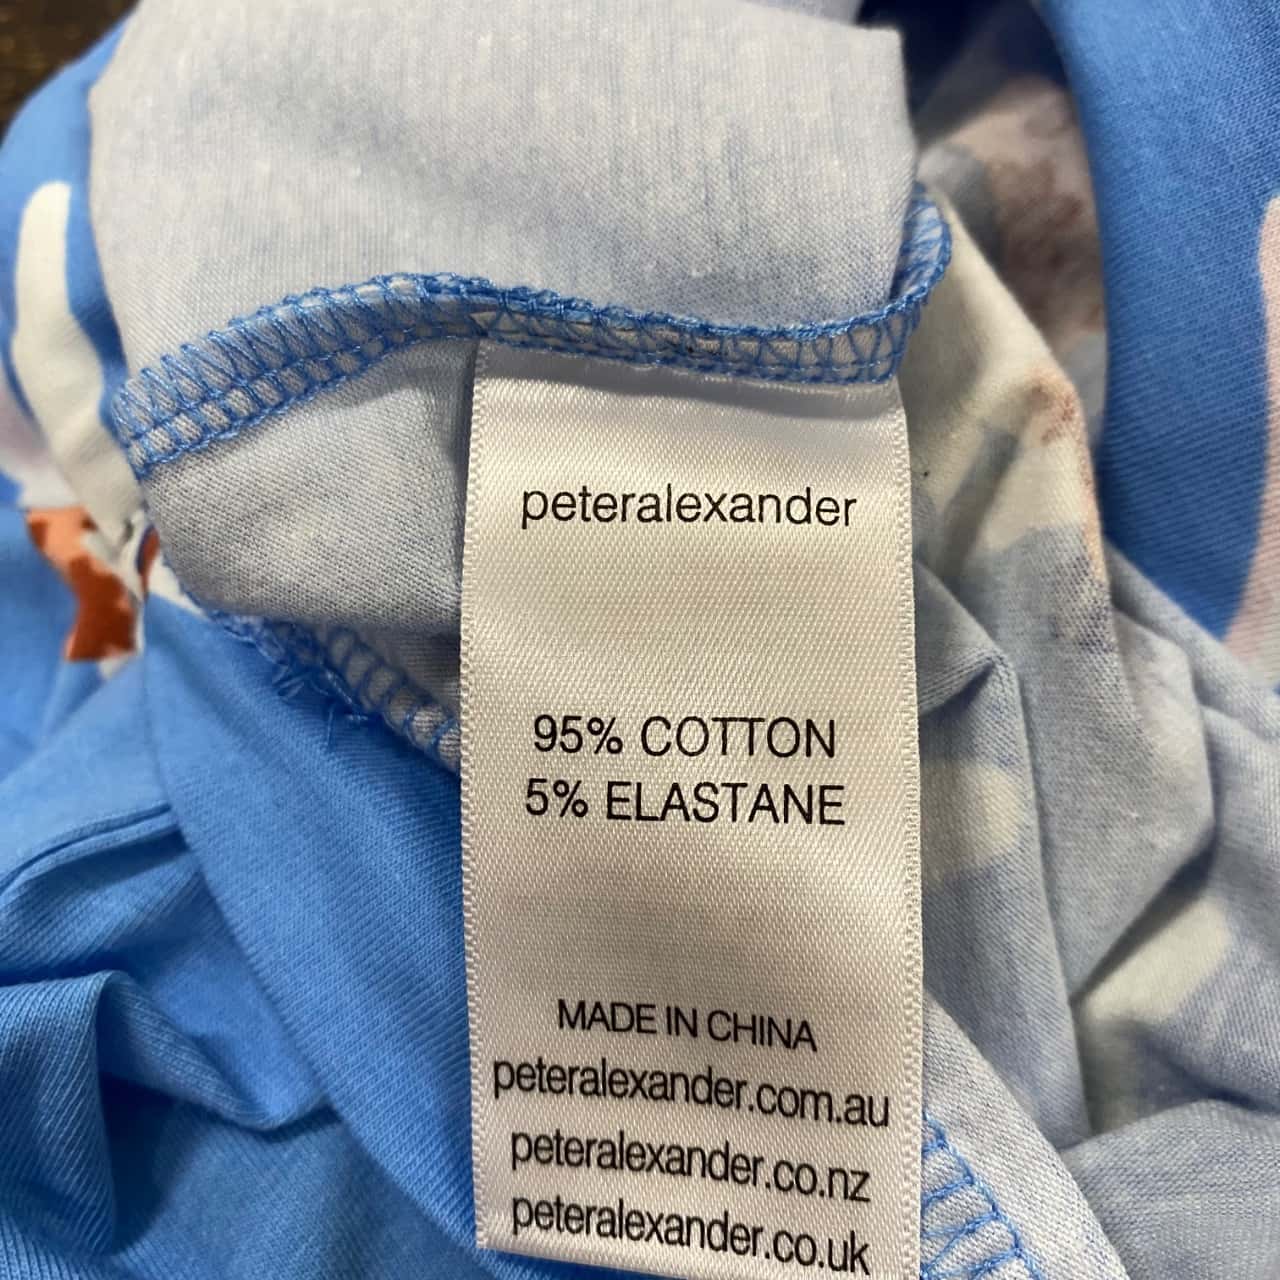 peteralexander
95% COTTON
5% ELASTANE
MADE IN CHINA
peteralexander.com.au
peteralexander.co.nz
peteralexander.co.uk